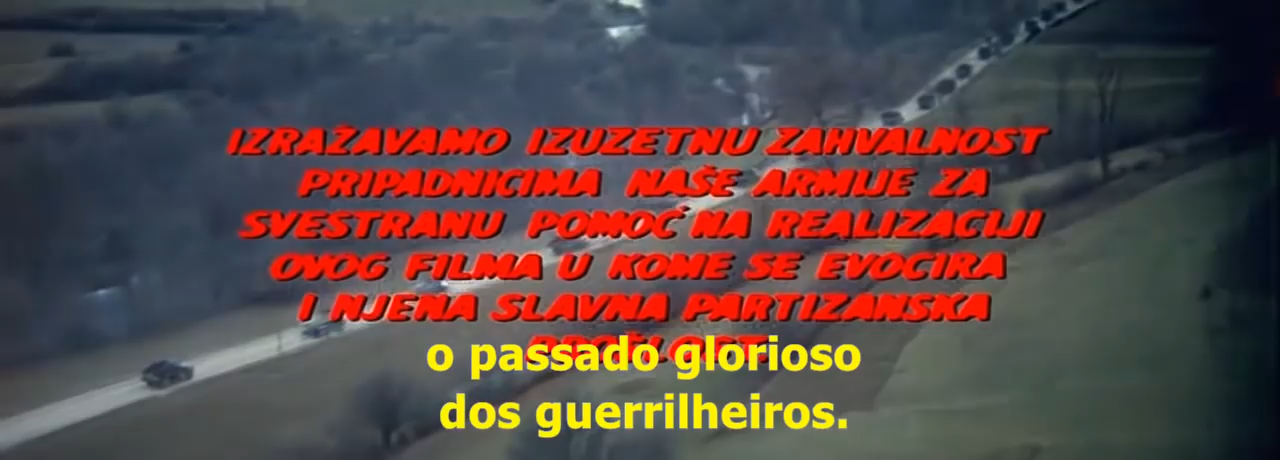 IZRAŽAVAMO IZUZETNU ZAHVALNOST
PRIPADNICIMA NAŠE ARMIJE ZA
SVESTRANU POMOĆ NA REALIZACIJI
OVOG FILMA U KOME SE EVOCIRA
I NJENA SLAVNA PARTIZANSKA
o passado glorioso
dos guerrilheiros.